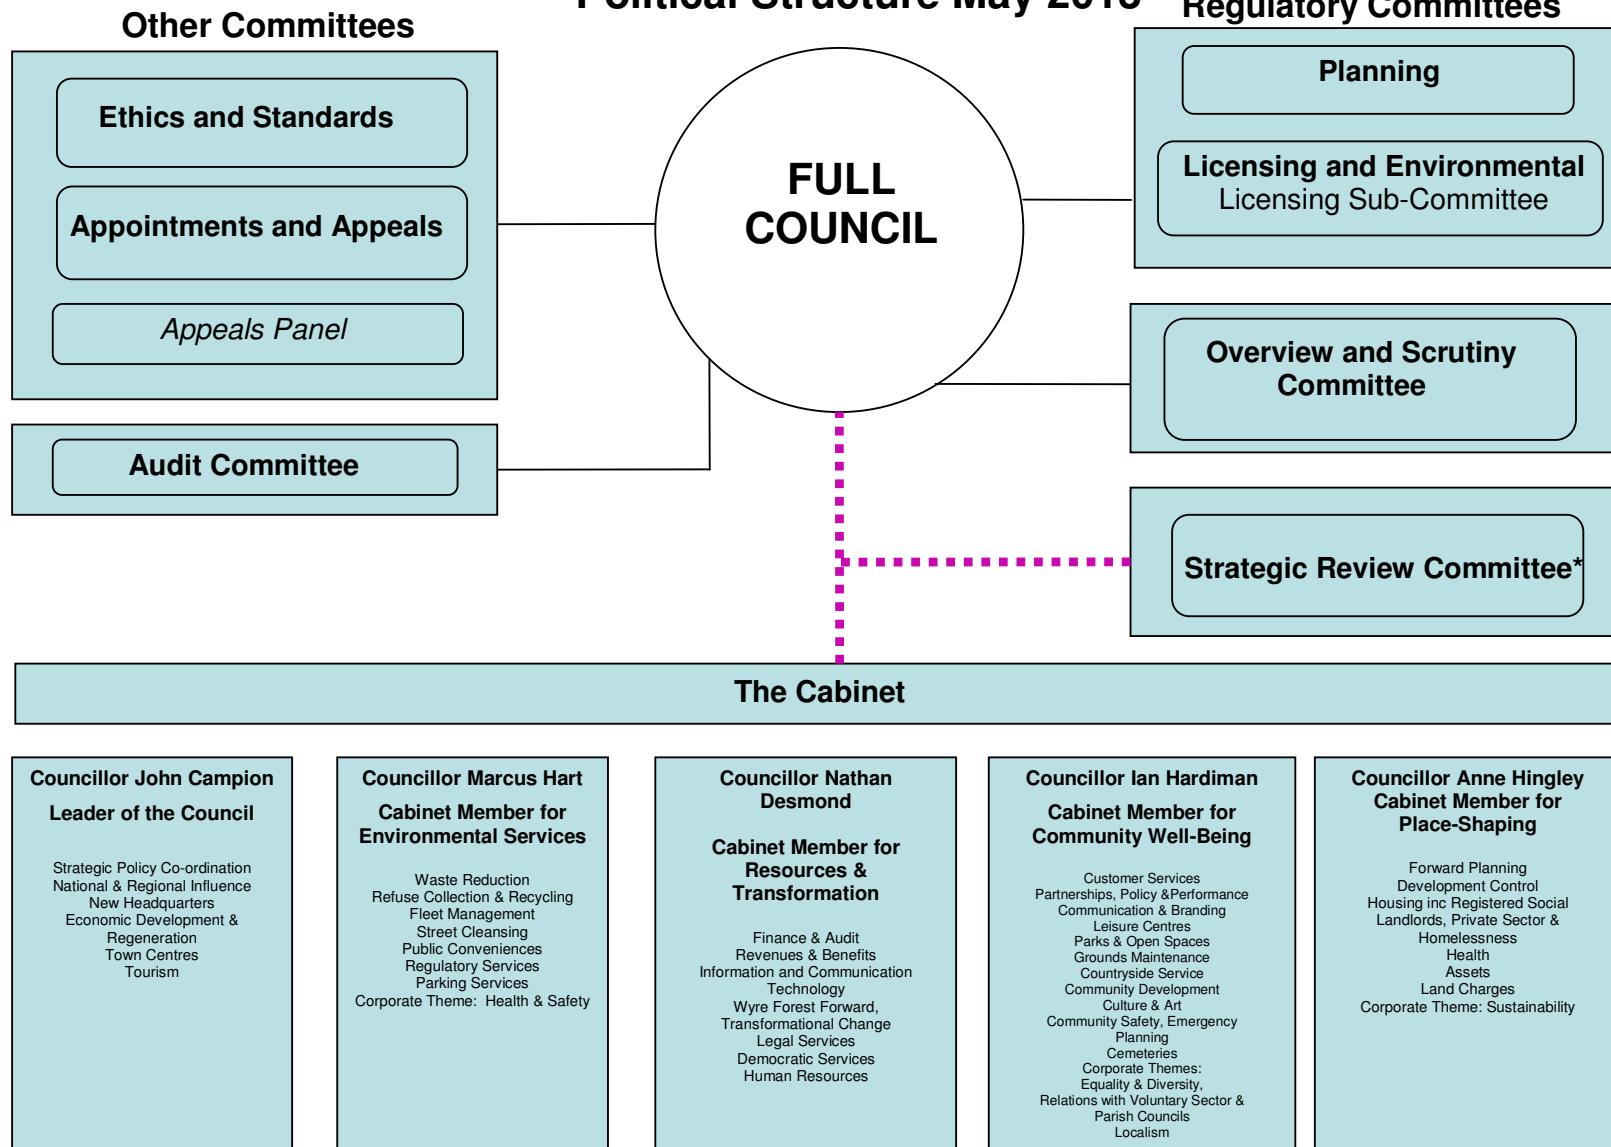 Political Structure May 2013
Other Committees
Regulatory Committees
Ethics and Standards
Appointments and Appeals
Appeals Panel
Audit Committee
FULL
COUNCIL
Planning
Licensing and Environmental
Licensing Sub-Committee
Overview and Scrutiny
Committee
Strategic Review Committee*
The Cabinet
Councillor John Campion
Leader of the Council
Strategic Policy Co-ordination
National & Regional Influence
New Headquarters
Economic Development &
Regeneration
Town Centres
Tourism
Councillor Marcus Hart
Cabinet Member for
Environmental Services
Waste Reduction
Refuse Collection & Recycling
Fleet Management
Street Cleansing
Public Conveniences
Regulatory Services
Parking Services
Corporate Theme: Health & Safety
Councillor Nathan
Desmond
Cabinet Member for
Resources &
Transformation
Finance & Audit
Revenues & Benefits
Information and Communication
Technology
Wyre Forest Forward,
Transformational Change
Legal Services
Democratic Services
Human Resources
Councillor Ian Hardiman
Cabinet Member for
Community Well-Being
Customer Services
Partnerships, Policy &Performance
Communication & Branding
Leisure Centres
Parks & Open Spaces
Grounds Maintenance
Countryside Service
Community Development
Culture & Art
Community Safety, Emergency
Planning
Cemeteries
Corporate Themes:
Equality & Diversity,
Relations with Voluntary Sector &
Parish Councils
Localism
Councillor Anne Hingley
Cabinet Member for
Place-Shaping
Forward Planning
Development Control
Housing inc Registered Social
Landlords, Private Sector &
Homelessness
Health
Assets
Land Charges
Corporate Theme: Sustainability